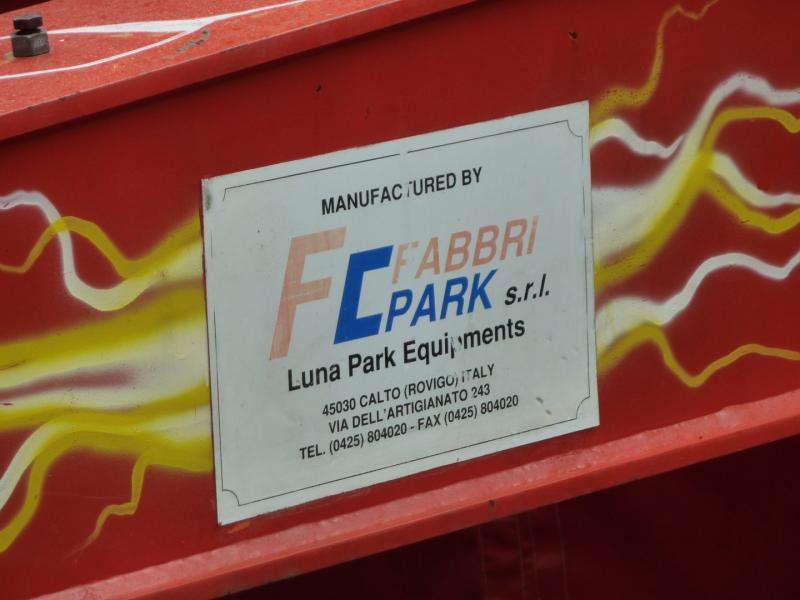 MANUFACTURED BY
FC FABBRI
PARK s.r.l.
Luna Park Equipments
45030 CALTO (ROVIGO) ITALY
VIA DELL'ARTIGIANATO 243
TEL. (0425) 804020 - FAX (0425) 804020